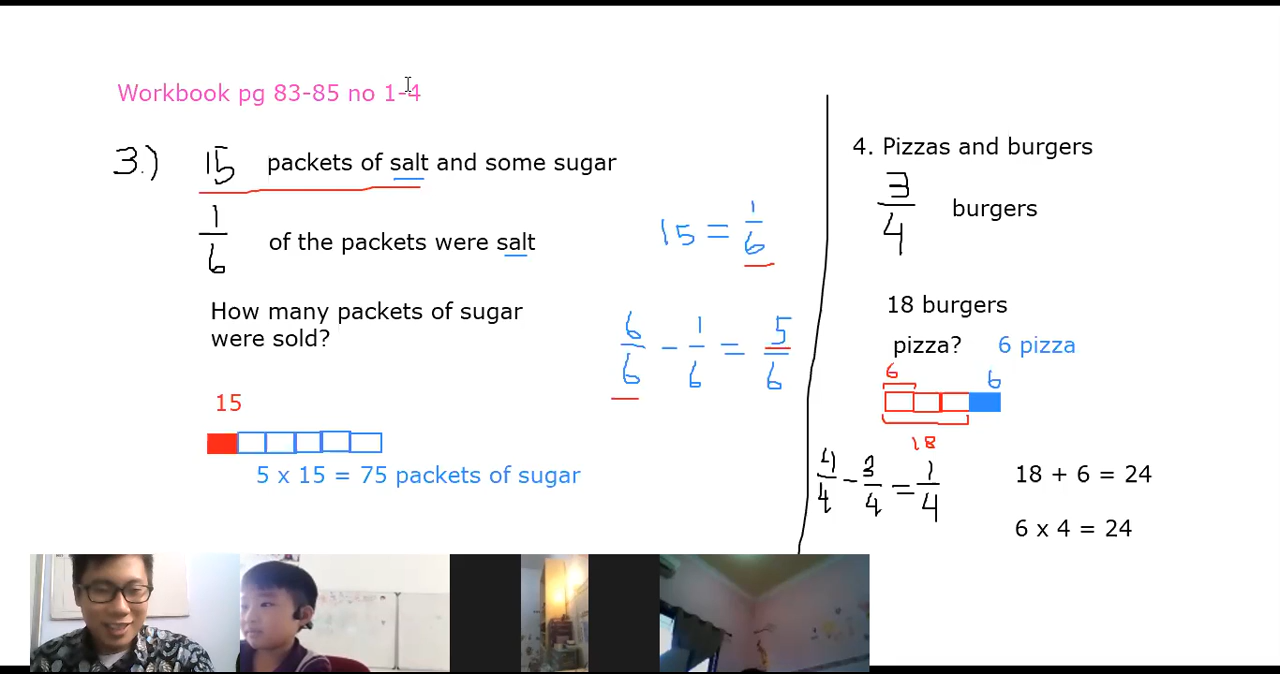 Workbook pg 83-85 no 1-4
3.) 15 packets of salt and some sugar
1/6 of the packets were salt
15 = 1/6
How many packets of sugar
were sold?
6/6 - 1/6 = 5/6
15
5 x 15 = 75 packets of sugar
4. Pizzas and burgers
3/4 burgers
18 burgers
pizza? 6 pizza
6 6
18
4/4 - 3/4 = 1/4
18 + 6 = 24
6 x 4 = 24